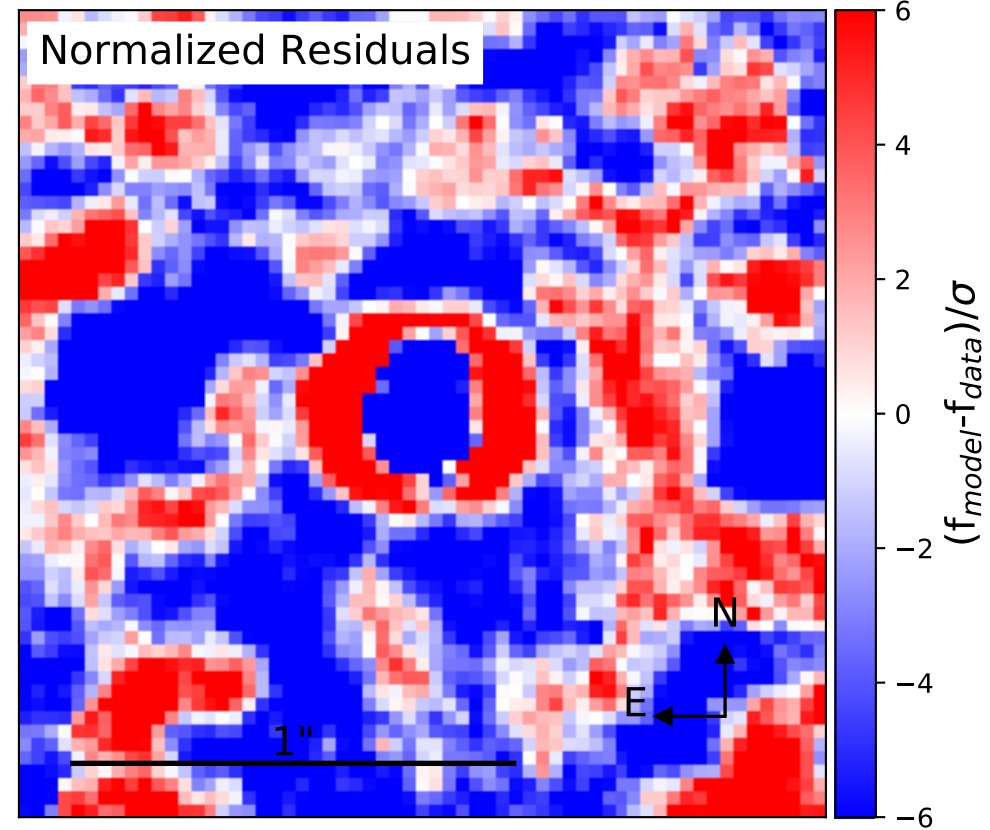 Normalized Residuals
6
4
2
0
−2
−4
−6
(f_model-f_data)/σ
N
E
1"